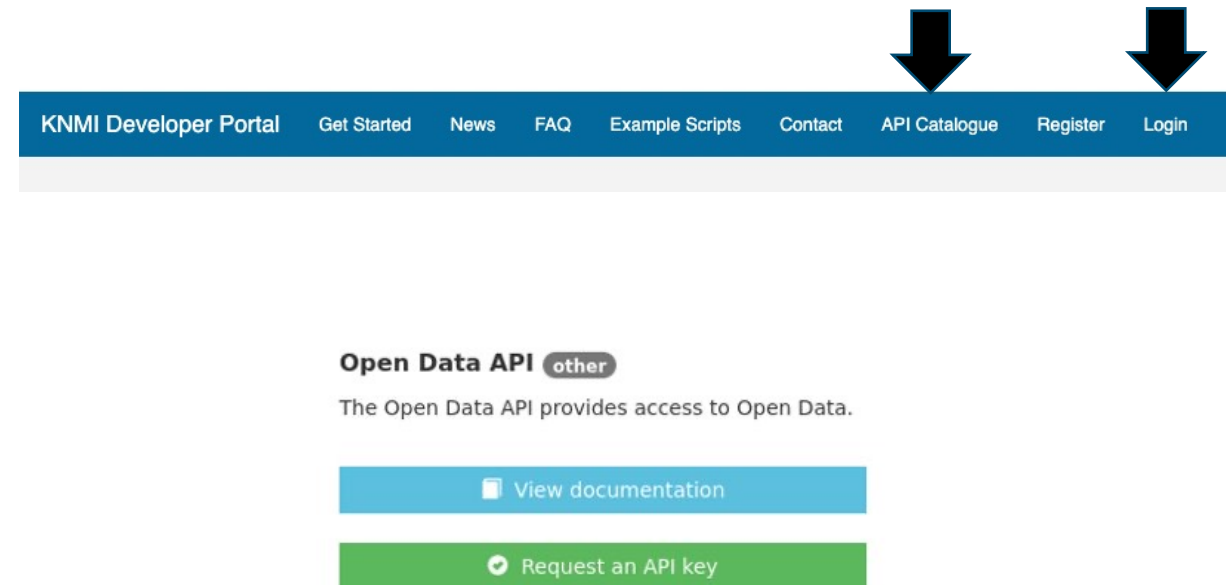 KNMI Developer Portal Get Started News FAQ Example Scripts Contact API Catalogue Register Login
Open Data API other
The Open Data API provides access to Open Data.
View documentation
Request an API key